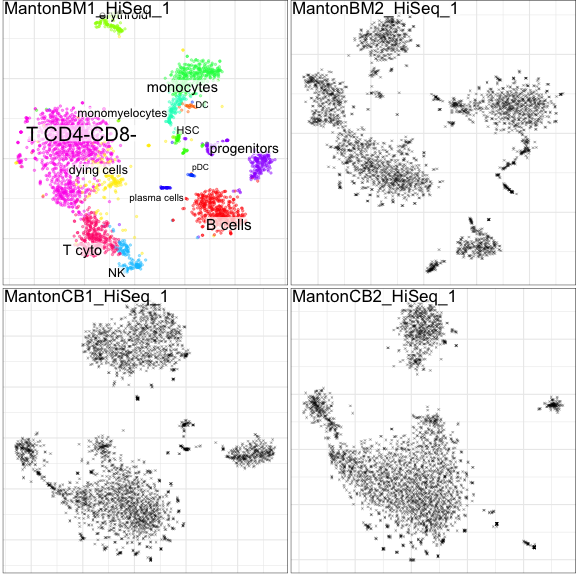 MantonBM1_HiSeq_1
erythroid
monocytes
DC
monomyelocytes
T CD4-CD8-
HSC
progenitors
dying cells
pDC
plasma cells
B cells
T cyto
NK
MantonBM2_HiSeq_1
MantonCB1_HiSeq_1
MantonCB2_HiSeq_1